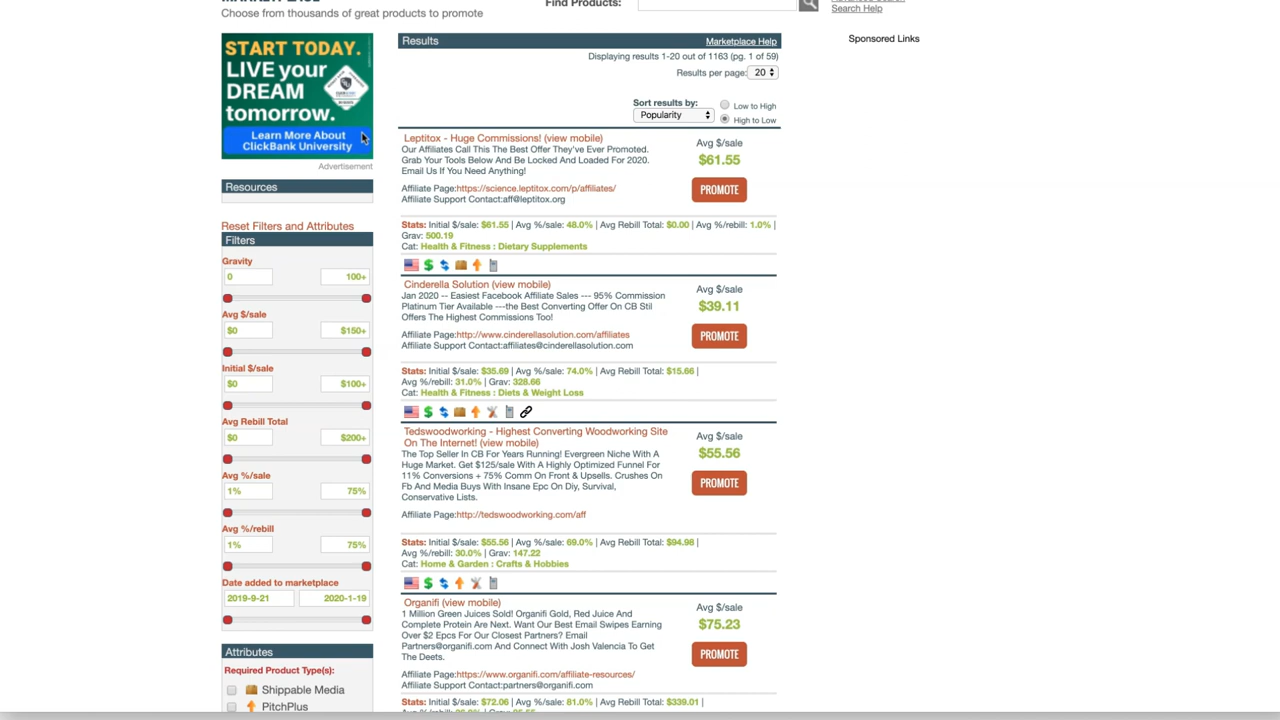 Choose from thousands of great products to promote
Find Products:
Search Help
START TODAY.
LIVE your
DREAM
tomorrow.
Learn More About
ClickBank University
Advertisement
Resources
Reset Filters and Attributes
Filters
Gravity
0 100+
Avg $/sale
$0 $150+
Initial $/sale
$0 $100+
Avg Rebill Total
$0 $200+
Avg %/sale
1% 75%
Avg %/rebill
1% 75%
Date added to marketplace
2019-9-21 2020-1-19
Attributes
Required Product Type(s):
Shippable Media
PitchPlus
Results Marketplace Help
Displaying results 1-20 out of 1163 (pg. 1 of 59)
Results per page: 20
Sort results by:
Popularity
Low to High
High to Low
Leptitox - Huge Commissions! (view mobile)
Our Affiliates Call This The Best Offer They've Ever Promoted.
Grab Your Tools Below And Be Locked And Loaded For 2020.
Email Us If You Need Anything!
Affiliate Page:https://science.leptitox.com/p/affiliates/
Affiliate Support Contact:aff@leptitox.org
Avg $/sale
$61.55
PROMOTE
Stats: Initial $/sale: $61.55 | Avg %/sale: 48.0% | Avg Rebill Total: $0.00 | Avg %/rebill: 1.0% |
Grav: 500.19
Cat: Health & Fitness : Dietary Supplements
Cinderella Solution (view mobile)
Jan 2020 -- Easiest Facebook Affiliate Sales --- 95% Commission
Platinum Tier Available ---the Best Converting Offer On CB Stil
Offers The Highest Commissions Too!
Affiliate Page:http://www.cinderellasolution.com/affiliates
Affiliate Support Contact:affiliates@cinderellasolution.com
Avg $/sale
$39.11
PROMOTE
Stats: Initial $/sale: $35.69 | Avg %/sale: 74.0% | Avg Rebill Total: $15.66 |
Avg %/rebill: 31.0% | Grav: 328.66
Cat: Health & Fitness : Diets & Weight Loss
Tedswoodworking - Highest Converting Woodworking Site
On The Internet! (view mobile)
The Top Seller In CB For Years Running! Evergreen Niche With A
Huge Market. Get $125/sale With A Highly Optimized Funnel For
11% Conversions + 75% Comm On Front & Upsells. Crushes On
Fb And Media Buys With Insane Epc On Diy, Survival,
Conservative Lists.
Affiliate Page:http://tedswoodworking.com/aff
Avg $/sale
$55.56
PROMOTE
Stats: Initial $/sale: $55.56 | Avg %/sale: 69.0% | Avg Rebill Total: $94.98 |
Avg %/rebill: 30.0% | Grav: 147.22
Cat: Home & Garden : Crafts & Hobbies
Organifi (view mobile)
1 Million Green Juices Sold! Organifi Gold, Red Juice And
Complete Protein Are Next. Want Our Best Email Swipes Earning
Over $2 Epcs For Our Closest Partners? Email
Partners@organifi.com And Connect With Josh Valencia To Get
The Deets.
Affiliate Page:https://www.organifi.com/affiliate-resources/
Affiliate Support Contact:partners@organifi.com
Avg $/sale
$75.23
PROMOTE
Stats: Initial $/sale: $72.06 | Avg %/sale: 81.0% | Avg Rebill Total: $339.01 |
Sponsored Links